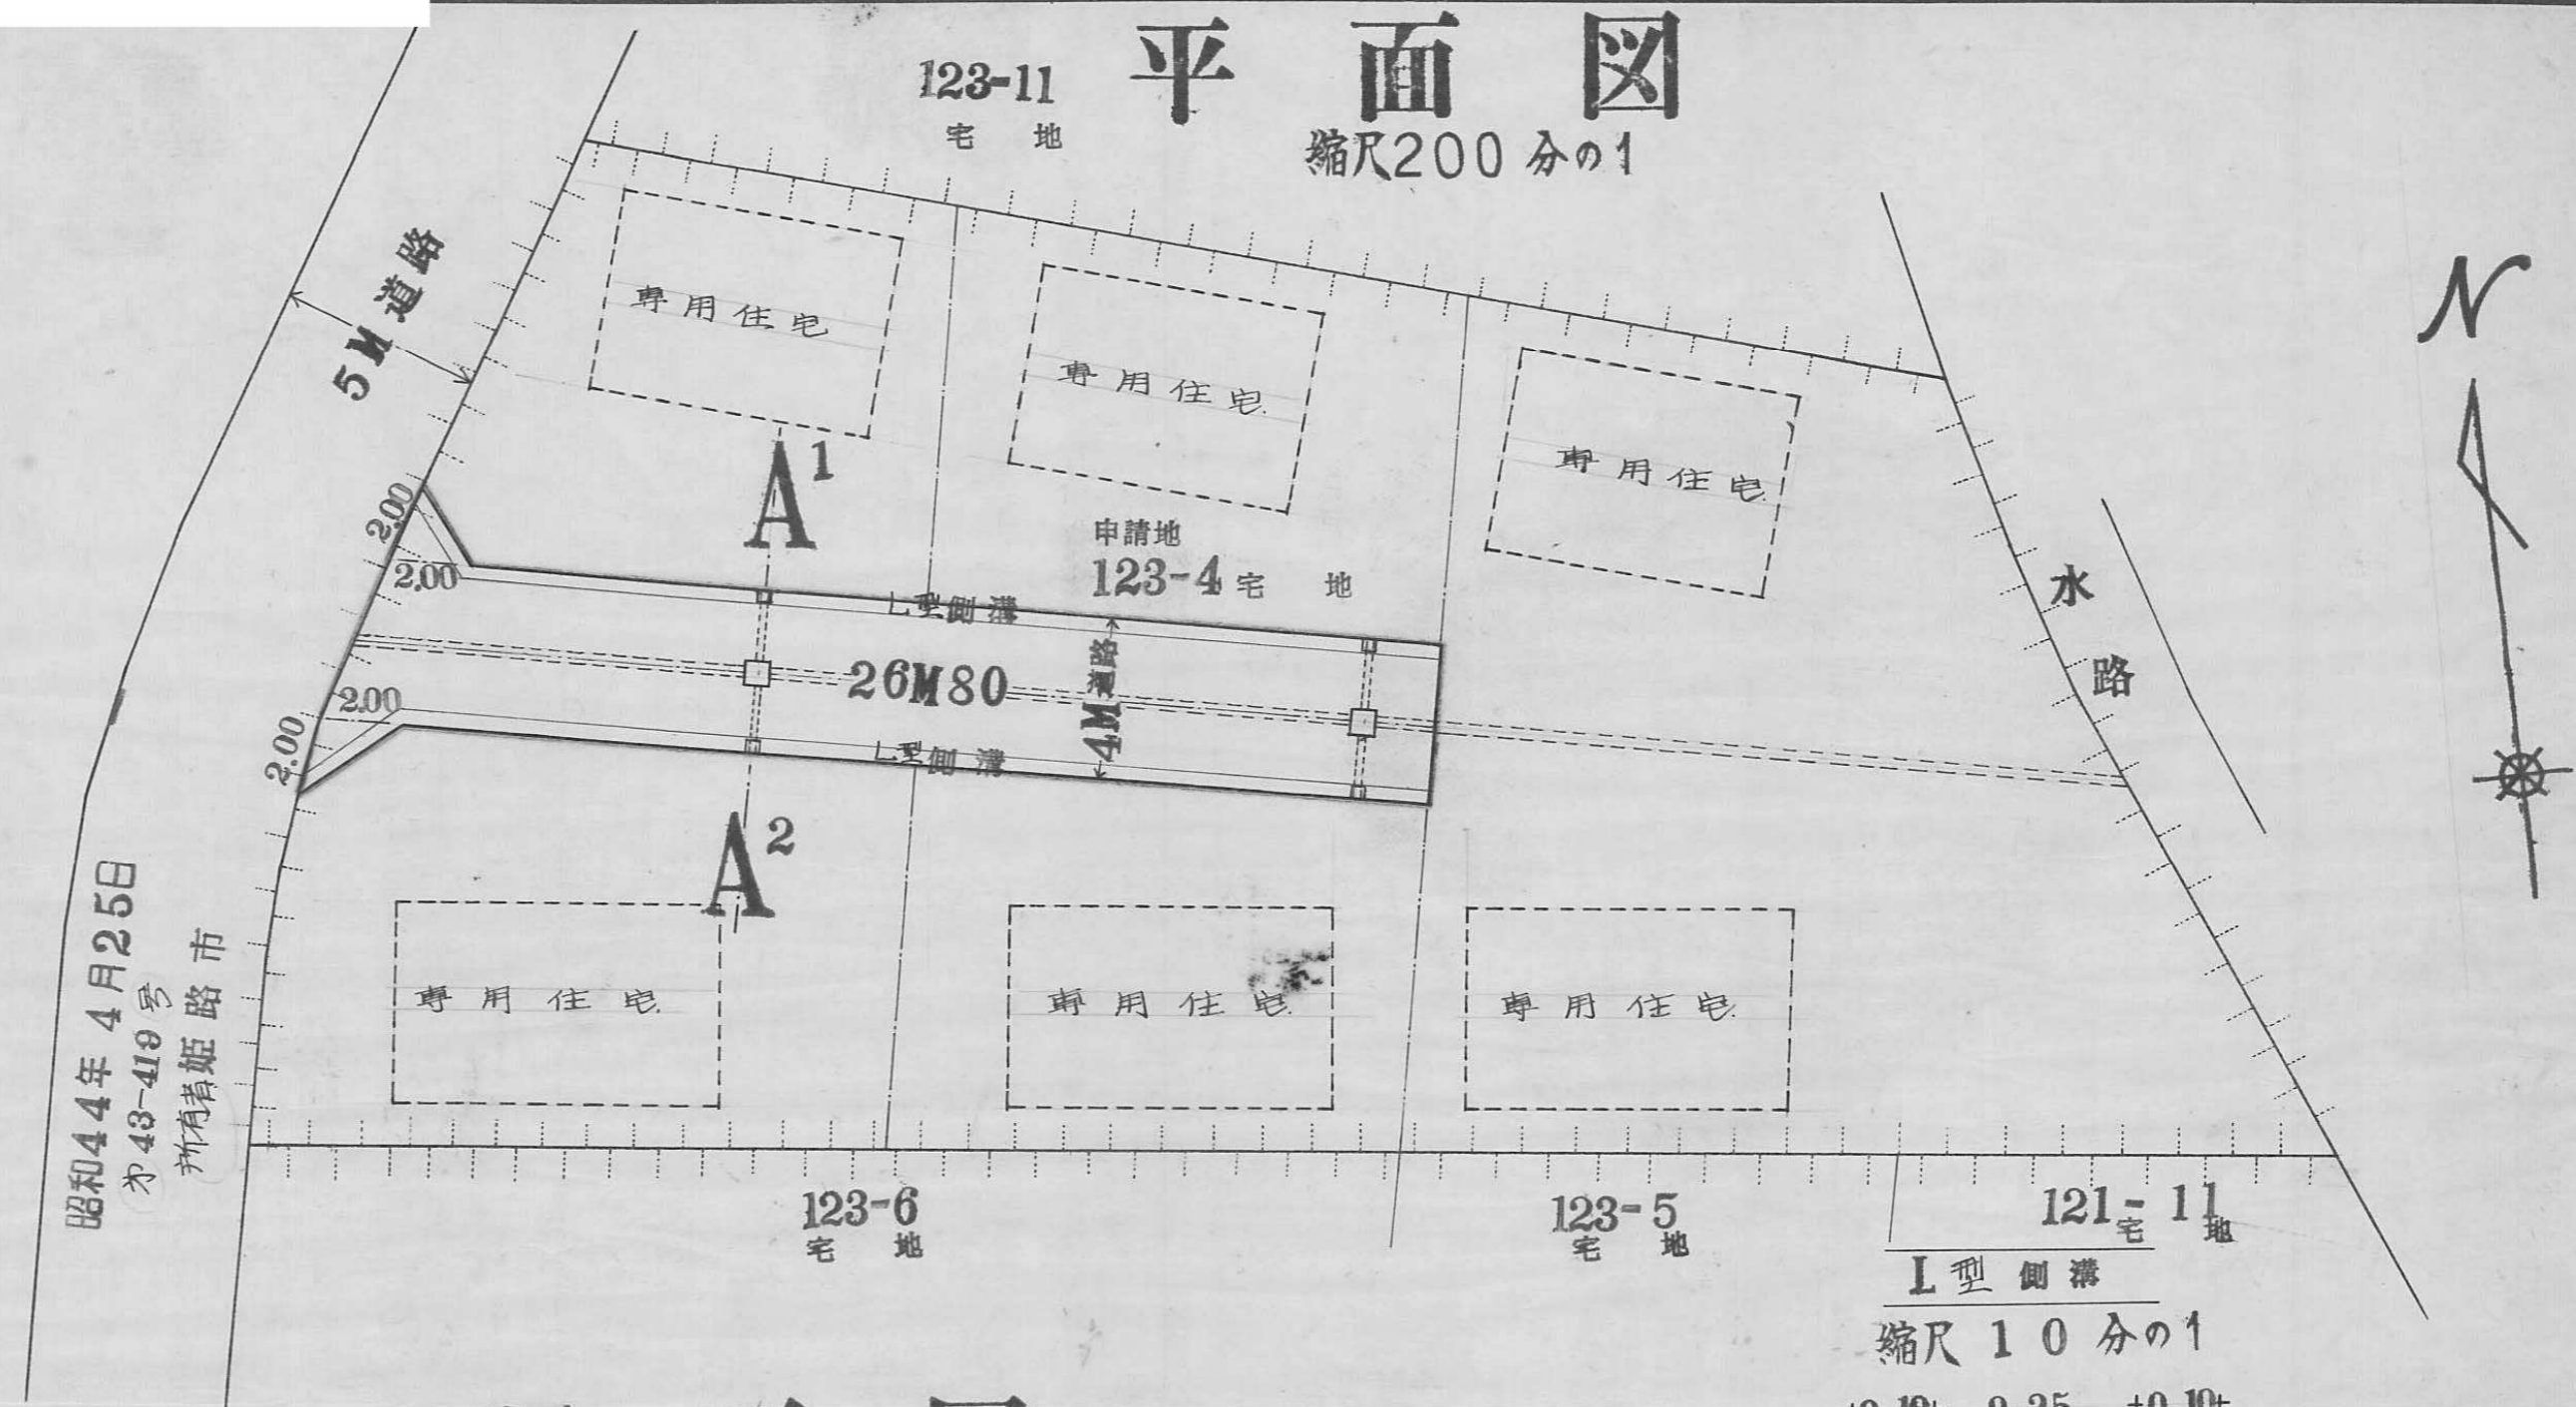 平面図
縮尺200分の1
123-11
宅 地
N
5M道路
専用住宅
専用住宅
専用住宅
A1
申請地
123-4 宅 地
2.00
2.00
L型側溝
26M80
4M道路
2.00
2.00
L型側溝
水路
A2
専用住宅
専用住宅
専用住宅
昭和44年4月25日
(第43-419号)
所有者姫路市
123-6
宅 地
123-5
宅 地
121-11
宅 地
L型側溝
縮尺10分の1